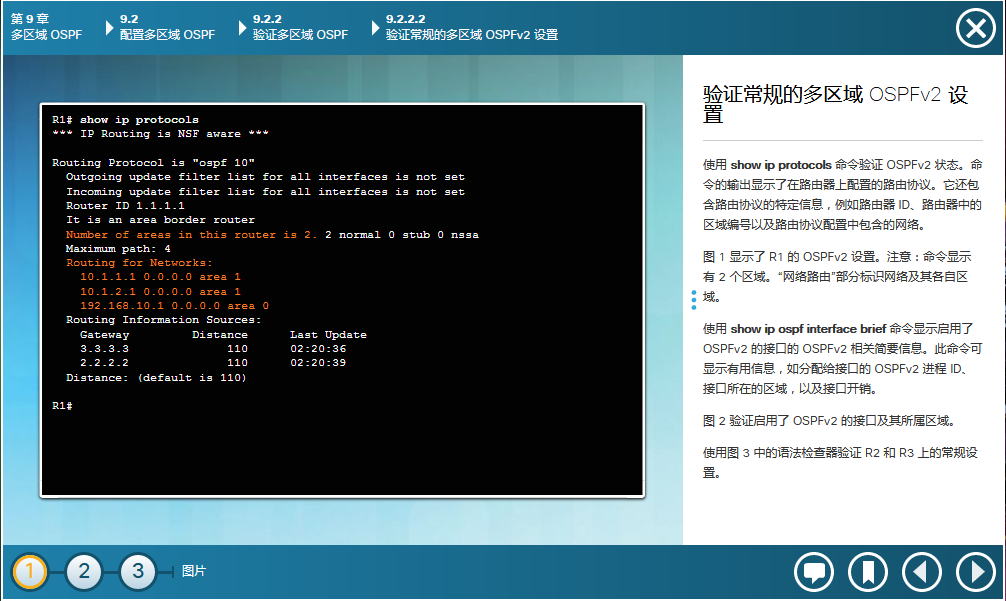 第 9 章
多区域 OSPF
9.2
配置多区域 OSPF
9.2.2
验证多区域 OSPF
9.2.2.2
验证常规的多区域 OSPFv2 设置
R1# show ip protocols
*** IP Routing is NSF aware ***
Routing Protocol is "ospf 10"
Outgoing update filter list for all interfaces is not set
Incoming update filter list for all interfaces is not set
Router ID 1.1.1.1
It is an area border router
Number of areas in this router is 2. 2 normal 0 stub 0 nssa
Maximum path: 4
Routing for Networks:
10.1.1.1 0.0.0.0 area 1
10.1.2.1 0.0.0.0 area 1
192.168.10.1 0.0.0.0 area 0
Routing Information Sources:
Gateway Distance Last Update
3.3.3.3 110 02:20:36
2.2.2.2 110 02:20:39
Distance: (default is 110)
R1#
验证常规的多区域 OSPFv2 设
置
使用 show ip protocols 命令验证 OSPFv2 状态。命
令的输出显示了在路由器上配置的路由协议。它还包
含路由协议的特定信息，例如路由器 ID、路由器中的
区域编号以及路由协议配置中包含的网络。
图 1 显示了 R1 的 OSPFv2 设置。注意：命令显示
有 2 个区域。“网络路由”部分标识网络及其各自区
域。
使用 show ip ospf interface brief 命令显示启用了
OSPFv2 的接口的 OSPFv2 相关简要信息。此命令可
显示有用信息，如分配给接口的 OSPFv2 进程 ID、
接口所在的区域，以及接口开销。
图 2 验证启用了 OSPFv2 的接口及其所属区域。
使用图 3 中的语法检查器验证 R2 和 R3 上的常规设
置。
1 2 3 图片